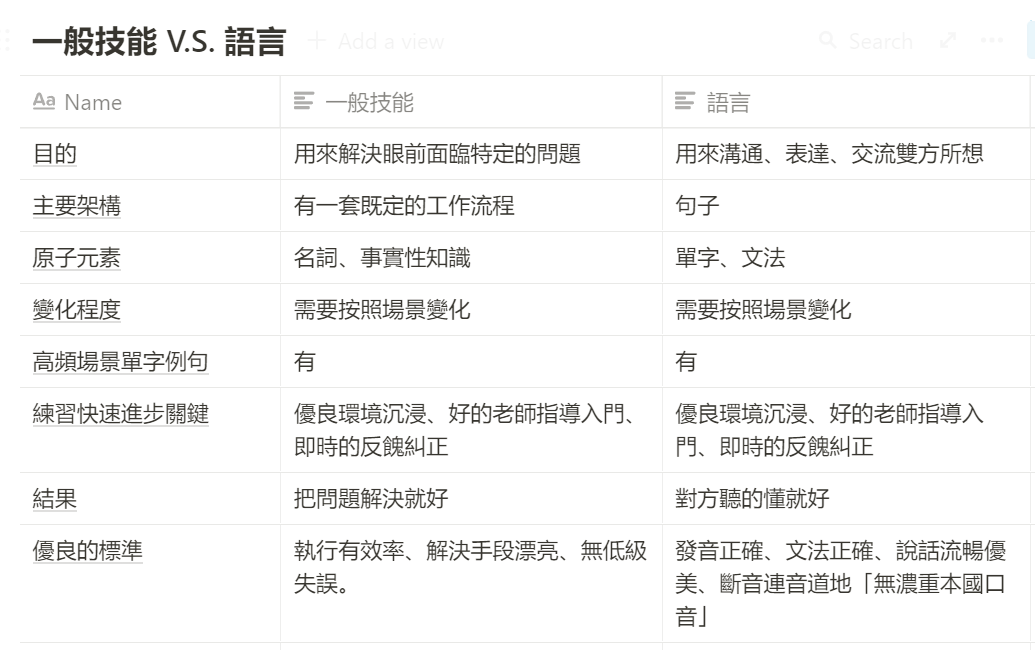 一般技能 V.S. 語言
Add a view
Search
Aa Name
一般技能
語言
目的
用來解決眼前面臨特定的問題
用來溝通、表達、交流雙方所想
主要架構
有一套既定的工作流程
句子
原子元素
名詞、事實性知識
單字、文法
變化程度
需要按照場景變化
需要按照場景變化
高頻場景單字例句
有
有
練習快速進步關鍵
優良環境沉浸、好的老師指導入門、
即時的反餽糾正
優良環境沉浸、好的老師指導入
門、即時的反餽糾正
結果
把問題解決就好
對方聽的懂就好
優良的標準
執行有效率、解決手段漂亮、無低級
失誤。
發音正確、文法正確、說話流暢優
美、斷音連音道地「無濃重本國口
音」